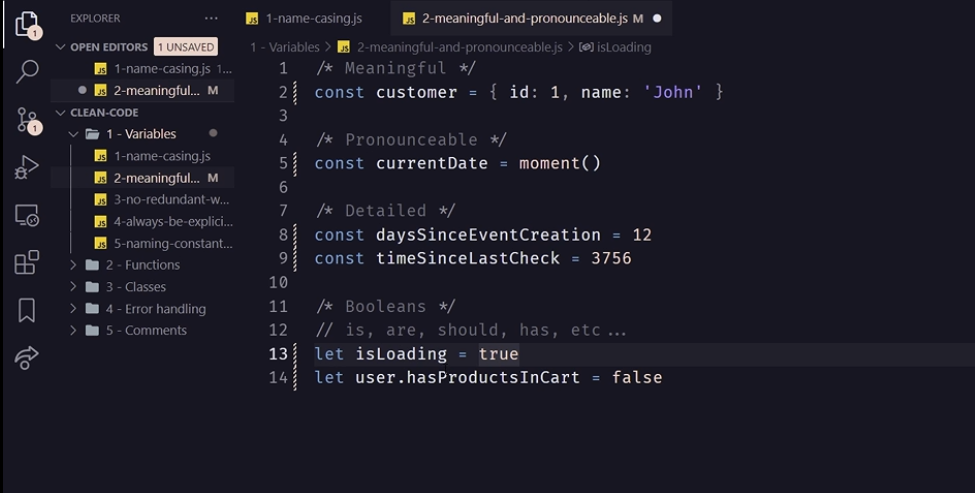 EXPLORER ...
OPEN EDITORS 1 UNSAVED
JS 1-name-casing.js 1...
JS 2-meaningful... M
CLEAN-CODE
1 - Variables
JS 1-name-casing.js
JS 2-meaningful... M
JS 3-no-redundant-w...
JS 4-always-be-explici...
JS 5-naming-constant...
2 - Functions
3 - Classes
4 - Error handling
5 - Comments
1
1
JS 1-name-casing.js
JS 2-meaningful-and-pronounceable.js M
1 - Variables > JS 2-meaningful-and-pronounceable.js > isLoading
1 /* Meaningful */
2 const customer = { id: 1, name: 'John' }
3
4 /* Pronounceable */
5 const currentDate = moment()
6
7 /* Detailed */
8 const daysSinceEventCreation = 12
9 const timeSinceLastCheck = 3756
10
11 /* Booleans */
12 // is, are, should, has, etc...
13 let isLoading = true
14 let user.hasProductsInCart = false